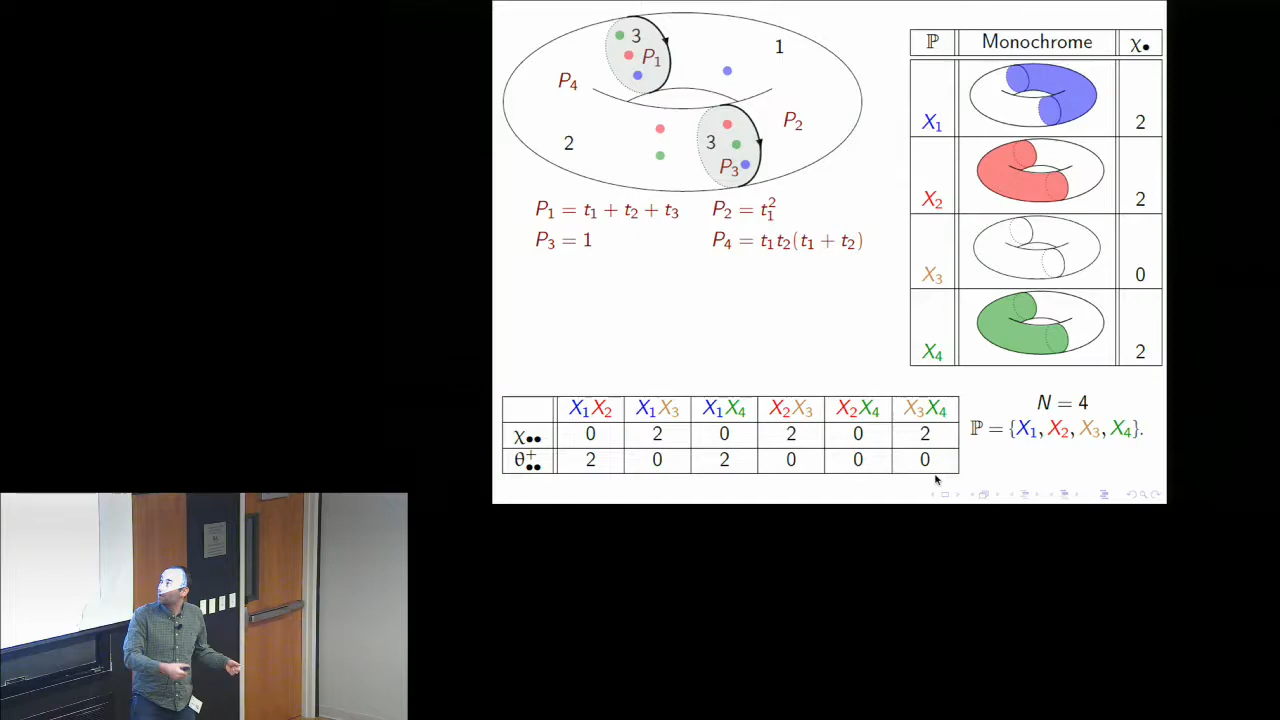 3
P₁
1
P₄
P₂
2
3
P₃
P₁ = t₁ + t₂ + t₃
P₂ = t₁²
P₃ = 1
P₄ = t₁t₂(t₁ + t₂)
ℙ Monochrome χ•
X₁ 2
X₂ 2
X₃ 0
X₄ 2
X₁X₂ X₁X₃ X₁X₄ X₂X₃ X₂X₄ X₃X₄
χ•• 0 2 0 2 0 2
θ⁺•• 2 0 2 0 0 0
N = 4
ℙ = {X₁, X₂, X₃, X₄}.